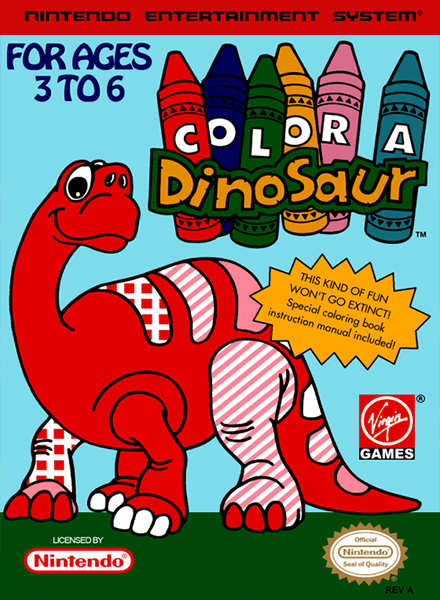 NINTENDO ENTERTAINMENT SYSTEM®
FOR AGES
3 TO 6
COLOR A
DinoSaur
TM
THIS KIND OF FUN
WON'T GO EXTINCT!
Special coloring book
instruction manual included!
Virgin®
GAMES
LICENSED BY
Nintendo®
Official
Nintendo®
Seal of Quality
REV-A